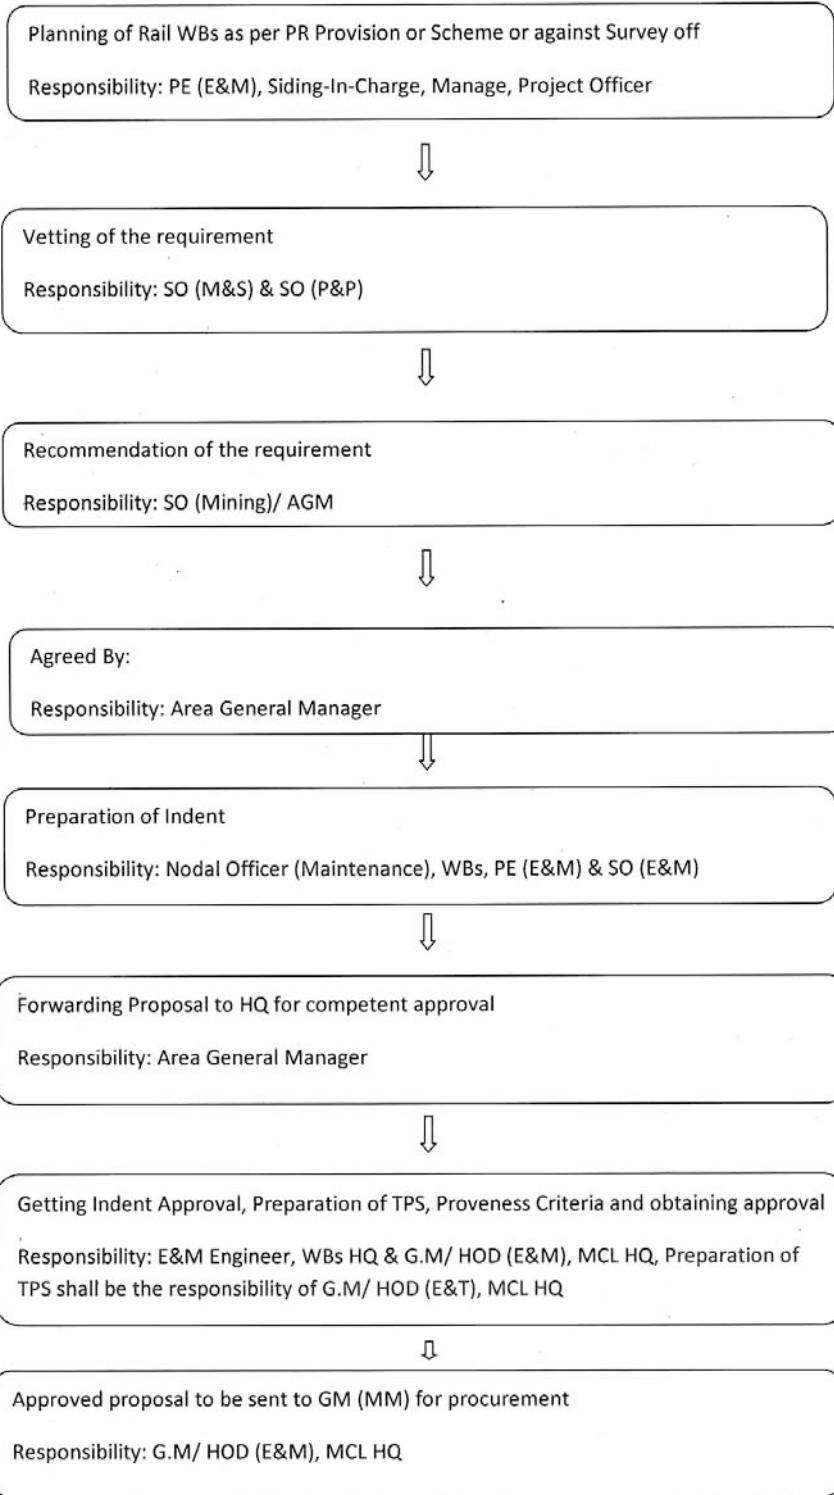 Planning of Rail WBs as per PR Provision or Scheme or against Survey off
Responsibility: PE (E&M), Siding-In-Charge, Manage, Project Officer
Vetting of the requirement
Responsibility: SO (M&S) & SO (P&P)
Recommendation of the requirement
Responsibility: SO (Mining)/ AGM
Agreed By:
Responsibility: Area General Manager
Preparation of Indent
Responsibility: Nodal Officer (Maintenance), WBs, PE (E&M) & SO (E&M)
Forwarding Proposal to HQ for competent approval
Responsibility: Area General Manager
Getting Indent Approval, Preparation of TPS, Proveness Criteria and obtaining approval
Responsibility: E&M Engineer, WBs HQ & G.M/ HOD (E&M), MCL HQ, Preparation of
TPS shall be the responsibility of G.M/ HOD (E&T), MCL HQ
Approved proposal to be sent to GM (MM) for procurement
Responsibility: G.M/ HOD (E&M), MCL HQ